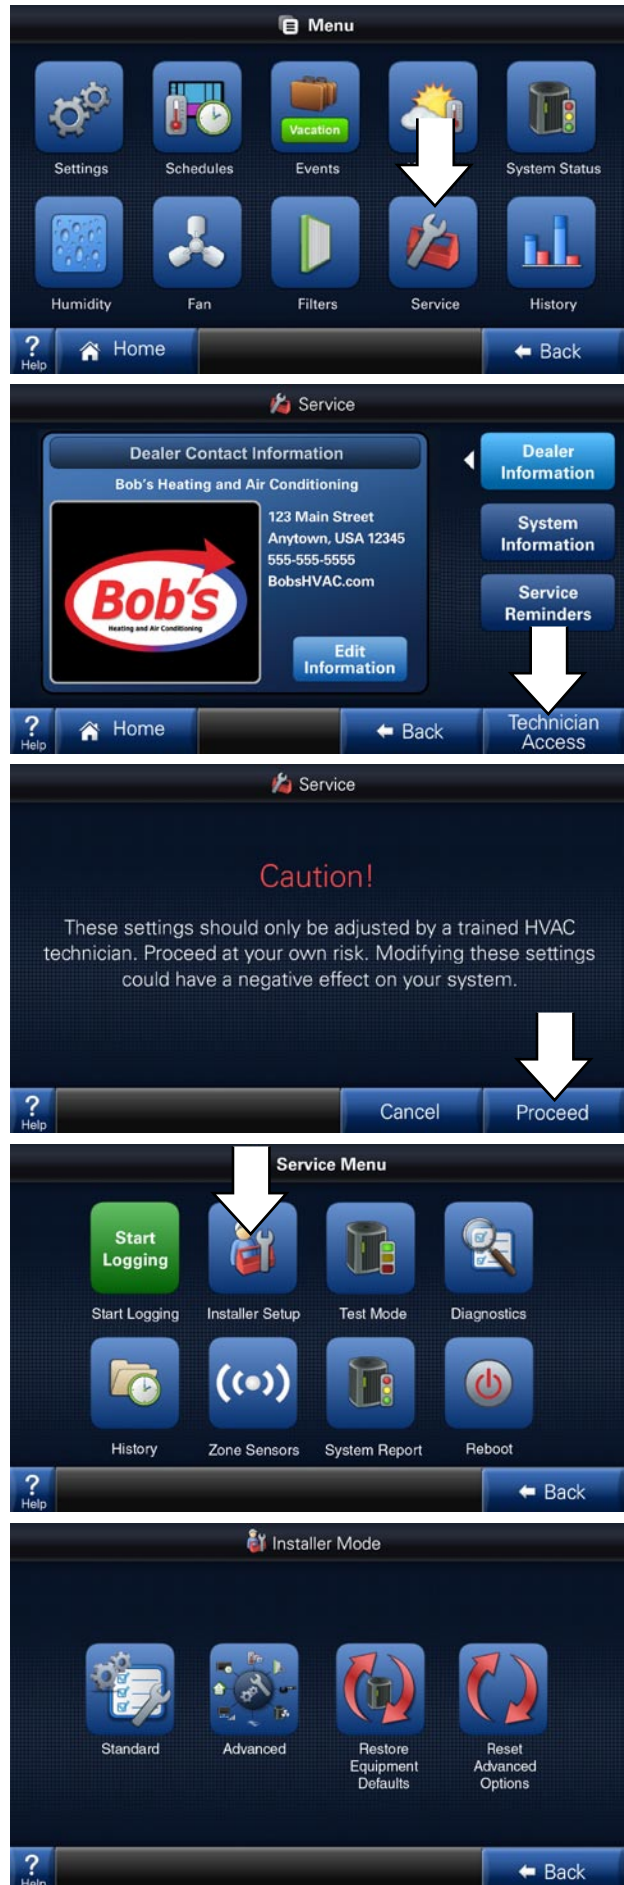 Menu
Vacation
Settings
Schedules
Events
System Status
Humidity
Fan
Filters
Service
History
?
Help
Home
Back
Service
Dealer Contact Information
Bob's Heating and Air Conditioning
Bob's
Heating and Air Conditioning
123 Main Street
Anytown, USA 12345
555-555-5555
BobsHVAC.com
Edit
Information
Dealer
Information
System
Information
Service
Reminders
?
Help
Home
Back
Technician
Access
Service
Caution!
These settings should only be adjusted by a trained HVAC
technician. Proceed at your own risk. Modifying these settings
could have a negative effect on your system.
?
Help
Cancel
Proceed
Service Menu
Start
Logging
Start Logging
Installer Setup
Test Mode
Diagnostics
History
Zone Sensors
System Report
Reboot
?
Help
Back
Installer Mode
Standard
Advanced
Restore
Equipment
Defaults
Reset
Advanced
Options
?
Help
Back